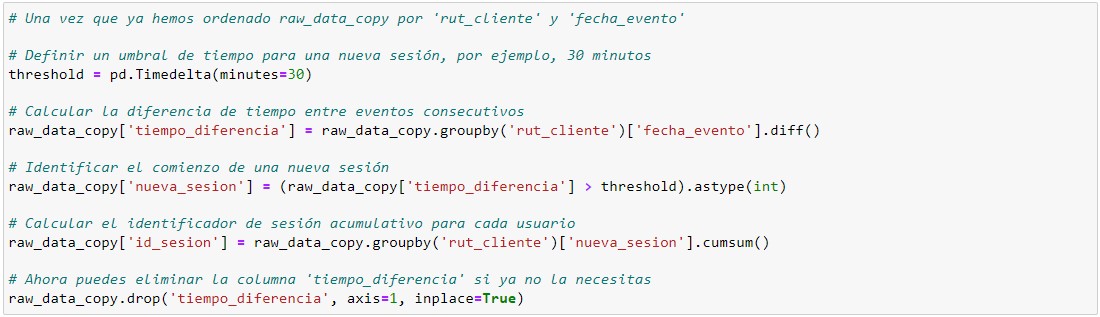 # Una vez que ya hemos ordenado raw_data_copy por 'rut_cliente' y 'fecha_evento'
# Definir un umbral de tiempo para una nueva sesión, por ejemplo, 30 minutos
threshold = pd.Timedelta(minutes=30)
# Calcular la diferencia de tiempo entre eventos consecutivos
raw_data_copy['tiempo_diferencia'] = raw_data_copy.groupby('rut_cliente')['fecha_evento'].diff()
# Identificar el comienzo de una nueva sesión
raw_data_copy['nueva_sesion'] = (raw_data_copy['tiempo_diferencia'] > threshold).astype(int)
# Calcular el identificador de sesión acumulativo para cada usuario
raw_data_copy['id_sesion'] = raw_data_copy.groupby('rut_cliente')['nueva_sesion'].cumsum()
# Ahora puedes eliminar la columna 'tiempo_diferencia' si ya no la necesitas
raw_data_copy.drop('tiempo_diferencia', axis=1, inplace=True)